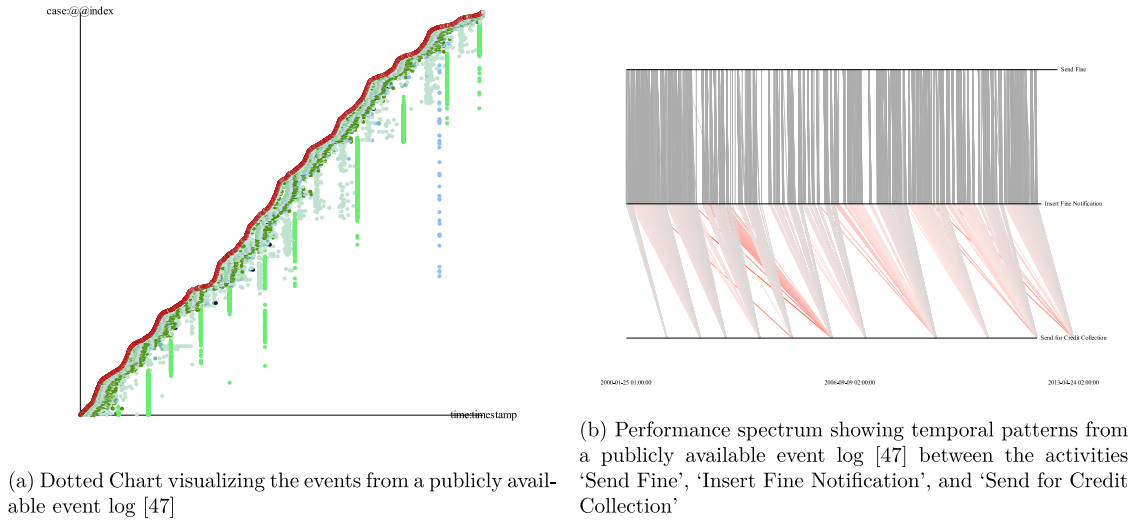 case:@@index
time:timestamp
(a) Dotted Chart visualizing the events from a publicly avail-
able event log [47]
Send Fine
Insert Fine Notification
Send for Credit Collection
2000-01-25 01:00:00
2006-09-09 02:00:00
2013-04-24 02:00:00
(b) Performance spectrum showing temporal patterns from
a publicly available event log [47] between the activities
‘Send Fine’, ‘Insert Fine Notification’, and ‘Send for Credit
Collection’